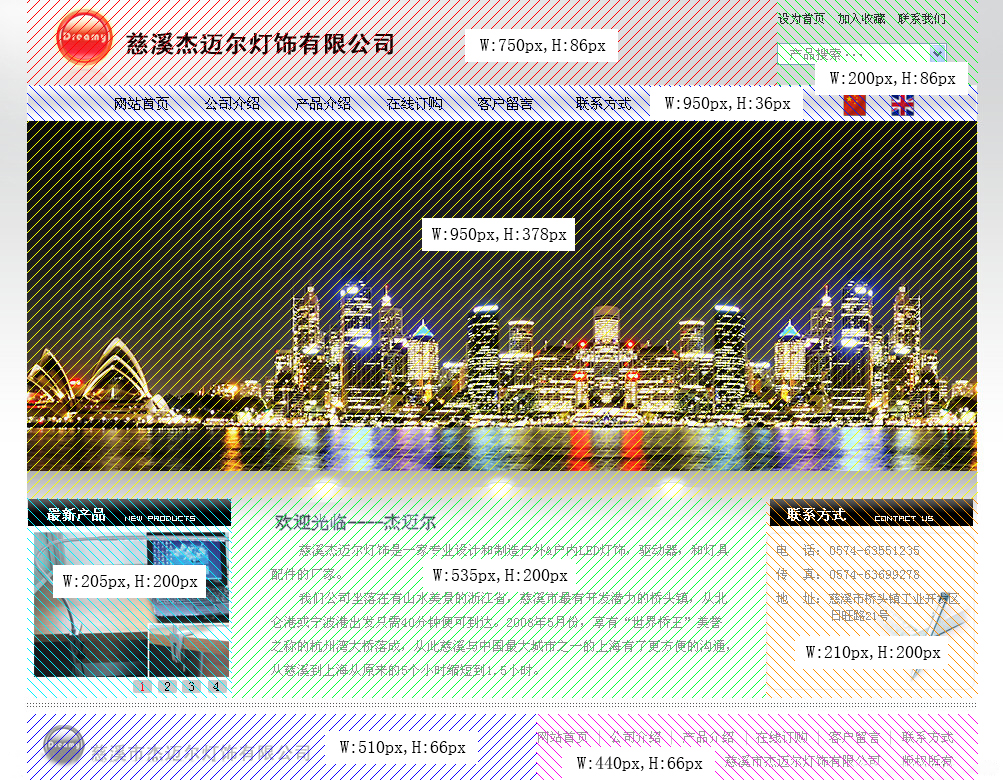 设为首页 加入收藏 联系我们
Dreamy 慈溪杰迈尔灯饰有限公司
W:750px,H:86px
产品搜索...
W:200px,H:86px
网站首页 公司介绍 产品介绍 在线订购 客户留言 联系方式
W:950px,H:36px
W:950px,H:378px
最新产品 NEW PRODUCTS
W:205px,H:200px
1 2 3 4
欢迎光临----杰迈尔
慈溪杰迈尔灯饰是一家专业设计和制造户外&户内LED灯饰，驱动器，和灯具
配件的厂家。
W:535px,H:200px
我们公司坐落在青山水美景的浙江省，慈溪市最有开发潜力的桥头镇，从北
仑港或宁波港出发只需40分钟便可到达。2008年5月份，享有“世界桥王”美誉
之称的杭州湾大桥落成，从此慈溪与中国最大城市之一的上海有了更方便的沟通，
从慈溪到上海从原来的5个小时缩短到1.5小时。
联系方式 CONTACT US
电 话：0574-63551235
传 真：0574-63699278
地 址：慈溪市桥头镇工业开发区
日旺路21号
W:210px,H:200px
Dreamy 慈溪市杰迈尔灯饰有限公司
W:510px,H:66px
网站首页 | 公司介绍 | 产品介绍 | 在线订购 | 客户留言 | 联系方式
W:440px,H:66px
慈溪市杰迈尔灯饰有限公司 版权所有